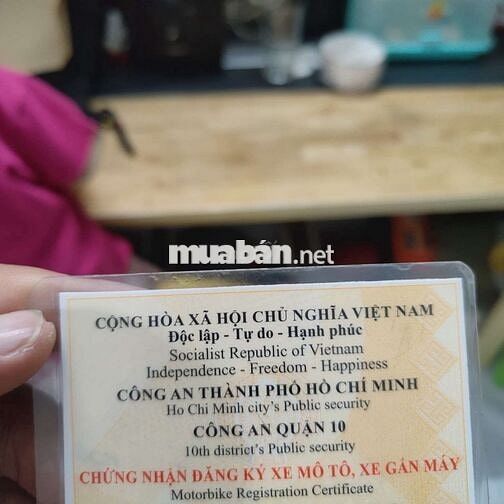 muaban.net
CỘNG HÒA XÃ HỘI CHỦ NGHĨA VIỆT NAM
Độc lập - Tự do - Hạnh phúc
Socialist Republic of Vietnam
Independence - Freedom - Happiness
CÔNG AN THÀNH PHỐ HỒ CHÍ MINH
Ho Chi Minh city's Public security
CÔNG AN QUẬN 10
10th district's Public security
CHỨNG NHẬN ĐĂNG KÝ XE MÔ TÔ, XE GẮN MÁY
Motorbike Registration Certificate